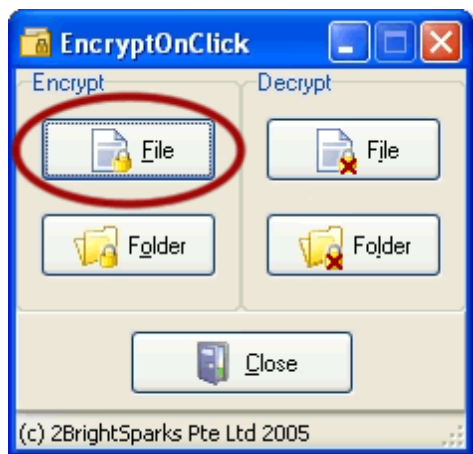 EncryptOnClick
Encrypt Decrypt
File File
Folder Folder
Close
(c) 2BrightSparks Pte Ltd 2005